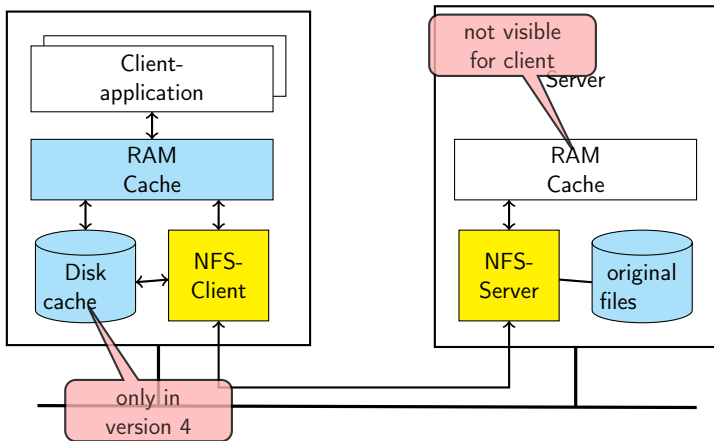 Client-
application
RAM
Cache
Disk
cache
NFS-
Client
only in
version 4
not visible
for client
Server
RAM
Cache
NFS-
Server
original
files